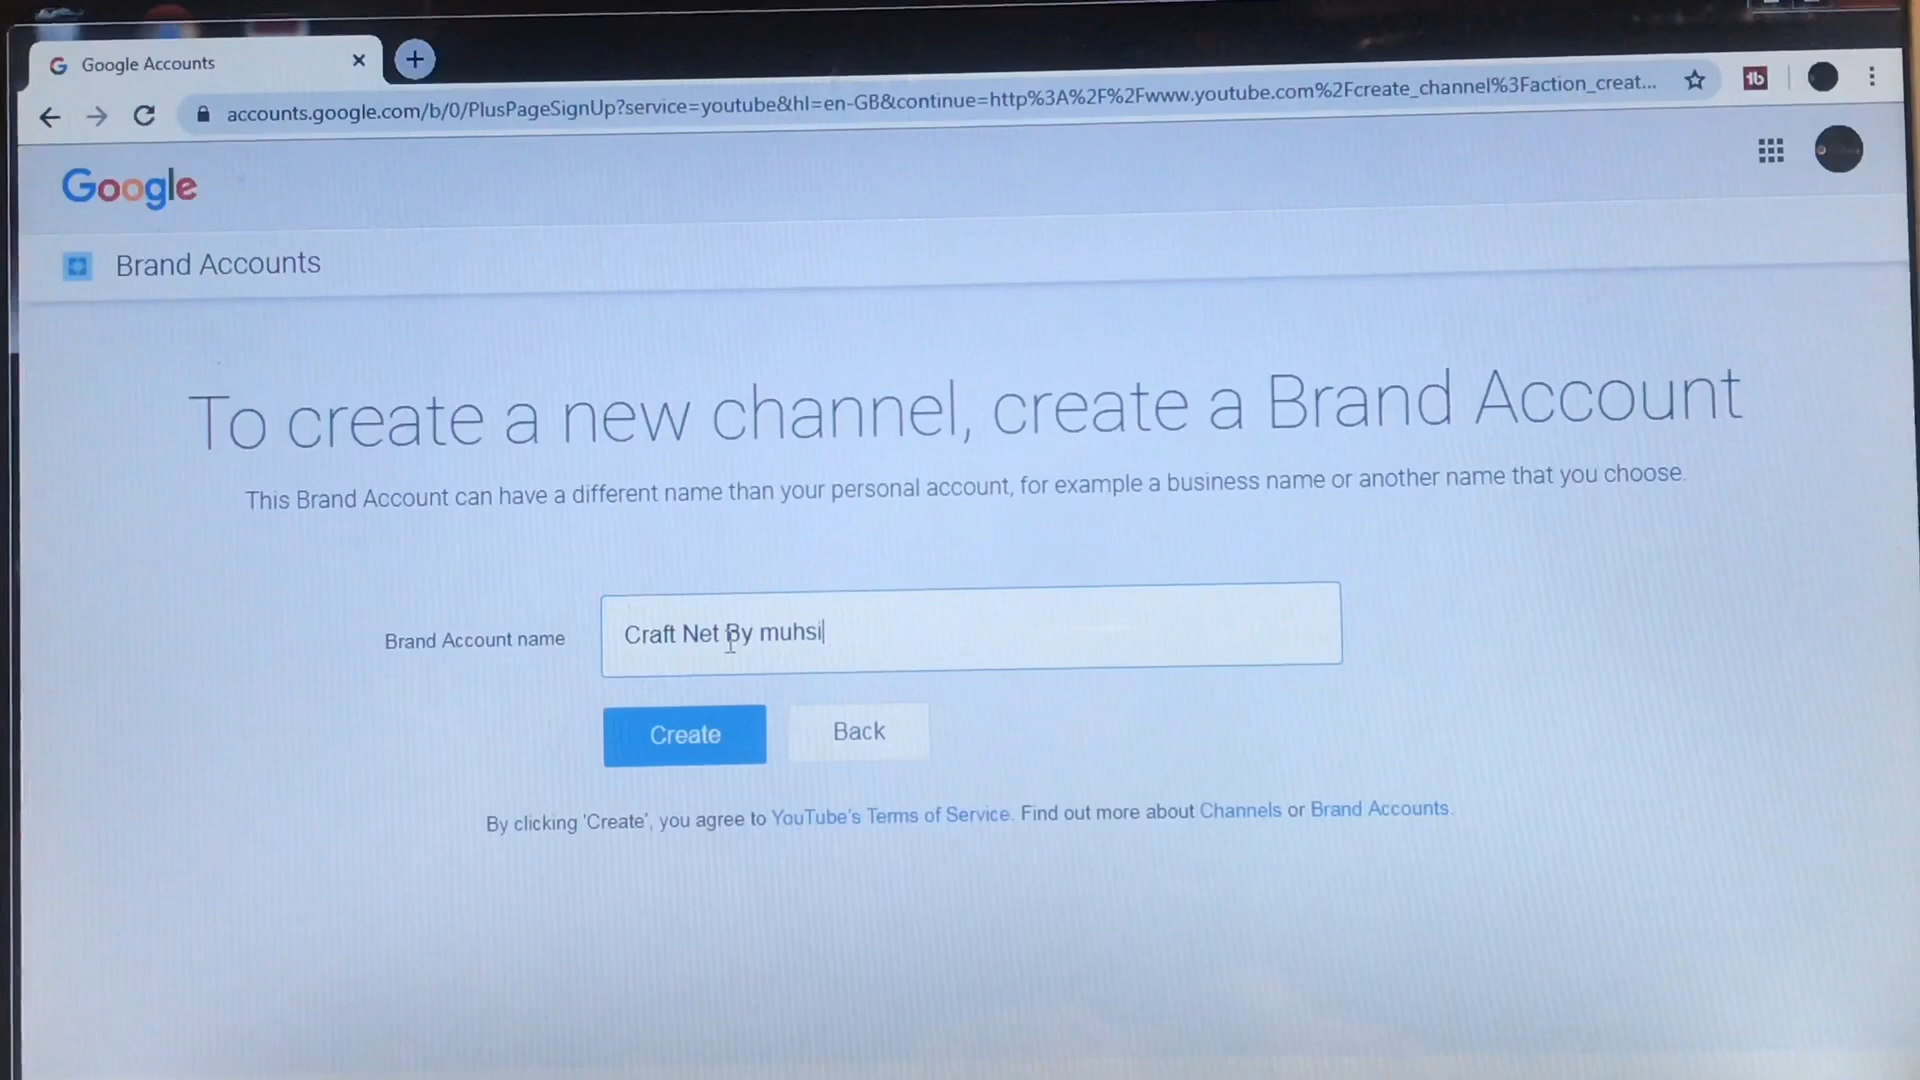 Google Accounts
accounts.google.com/b/0/PlusPageSignUp?service=youtube&hl=en-GB&continue=http%3A%2F%2Fwww.youtube.com%2Fcreate_channel%3Faction_creat...
Google
Brand Accounts
To create a new channel, create a Brand Account
This Brand Account can have a different name than your personal account, for example a business name or another name that you choose.
Brand Account name
Craft Net By muhsi
Create Back
By clicking 'Create', you agree to YouTube's Terms of Service. Find out more about Channels or Brand Accounts.